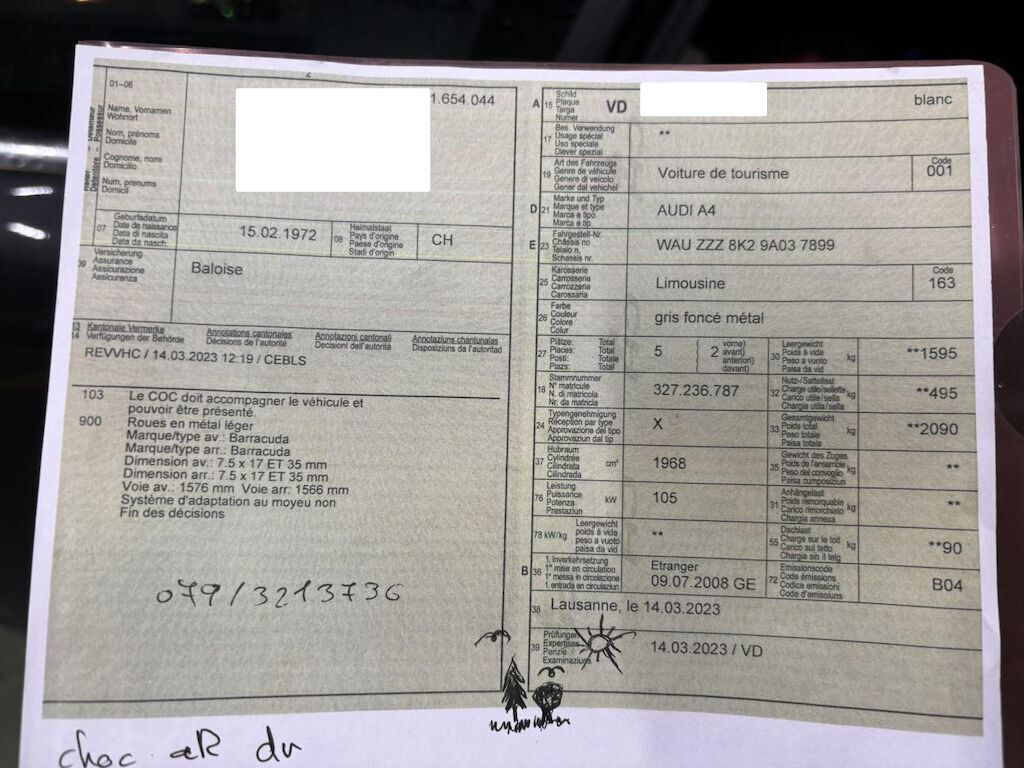 2
01-06
Name, Vornamen
Wohnort
Nom, prénoms
Domicile
Cognome, nomi
Domicilio
Num, prenums
Domicil
Halter – Détenteur
Detentore – Possessur
1.654.044
07
Geburtsdatum
Date de naissance
Data di nascita
Data da nasch.
15.02.1972
08
Heimatstaat
Pays d'origine
Paese d'origine
Stadi d'origin
CH
09
Versicherung
Assurance
Assicurazione
Assicuranza
Baloise
13
14
Kantonale Vermerke
Verfügungen der Behörde
Annotations cantonales
Décisions de l'autorité
Annotazioni cantonali
Decisioni dell'autorità
Annotaziuns chantunalas
Disposiziuns da l'autoritad
REVVHC / 14.03.2023 12:19 / CEBLS
103 Le COC doit accompagner le véhicule et
pouvoir être présenté.
900 Roues en métal léger
Marque/type av.: Barracuda
Marque/type arr.: Barracuda
Dimension av.: 7.5 x 17 ET 35 mm
Dimension arr.: 7.5 x 17 ET 35 mm
Voie av.: 1576 mm Voie arr: 1566 mm
Système d'adaptation au moyeu non
Fin des décisions
079/3213736
A 15
Schild
Plaque
Targa
Numer
VD
blanc
17
Bes. Verwendung
Usage spécial
Uso speciale
Diever spezial
**
19
Art des Fahrzeugs
Genre de véhicule
Genere di veicolo
Gener dal vehichel
Voiture de tourisme
Code
001
D 21
Marke und Typ
Marque et type
Marca e tipo
Marca e tip
AUDI A4
E 23
Fahrgestell-Nr.
Châssis no
Telaio n.
Schassis nr.
WAU ZZZ 8K2 9A03 7899
25
Karosserie
Carrosserie
Carrozzeria
Carossaria
Limousine
Code
163
26
Farbe
Couleur
Colore
Colur
gris foncé métal
27
Plätze: Total
Places: Total
Posti: Totale
Plazs: Total
5
2
vorne)
avant)
anteriori)
davant)
30
Leergewicht
Poids à vide
Peso a vuoto
Paisa da vid
kg
**1595
18
Stammnummer
N° matricule
N. di matricola
Nr. da matricla
327.236.787
32
Nutz-/Sattellast
Charge utile/sellette
Carico utile/sella
Chargia utila/sella
kg
**495
24
Typengenehmigung
Réception par type
Approvazione del tipo
Approvaziun dal tip
X
33
Gesamtgewicht
Poids total
Peso totale
Paisa totala
kg
**2090
37
Hubraum
Cylindrée
Cilindrata
Cilindrada
cm³
1968
35
Gewicht des Zuges
Poids de l'ensemble
Peso del convoglio
Paisa cumposiziun
kg
**
76
Leistung
Puissance
Potenza
Prestaziun
kW
105
31
Anhängelast
Poids remorquable
Carico rimorchiato
Chargia annexa
kg
**
78 kW/kg
Leergewicht
poids à vide
peso a vuoto
paisa da vid
**
55
Dachlast
Charge sur le toit
Carico sul tetto
Chargia sin il tetg
kg
**90
B 36
1. Inverkehrsetzung
1re mise en circulation
1a messa in circolazione
1. entrada en circulaziun
Etranger
09.07.2008 GE
72
Emissionscode
Code émissions
Codice emissioni
Code d'emissiuns
B04
38 Lausanne, le 14.03.2023
39
Prüfungen
Expertises
Perizie
Examinaziuns
14.03.2023 / VD
choc aR du